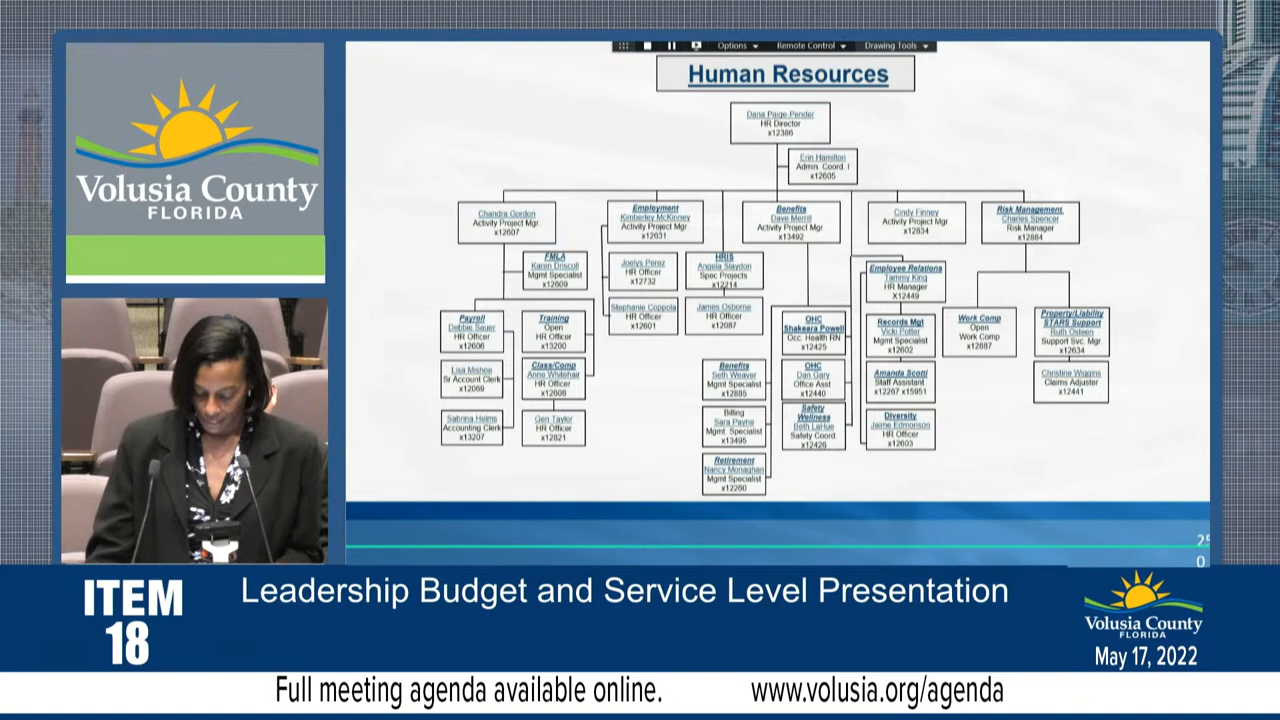 Options
Remote Control
Drawing Tools
Human Resources
Dana Paige-Pender
HR Director
x12386
Erin Hamilton
Admin. Coord. I
x12605
Chandra Gordon
Activity Project Mgr.
x12607
Employment
Kimberley McKinney
Activity Project Mgr.
x12631
Benefits
Dave Merrill
Activity Project Mgr.
x13492
Cindy Finney
Activity Project Mgr.
x12834
Risk Management
Charles Spencer
Risk Manager
x12884
FMLA
Karen Driscoll
Mgmt Specialist
x12609
Joelys Perez
HR Officer
x12732
HRIS
Angela Slaydon
Spec Projects
x12214
Employee Relations
Tammy King
HR Manager
x12449
Stephanie Coppola
HR Officer
x12601
James Osborne
HR Officer
x12087
Payroll
Debbie Sauer
HR Officer
x12606
Training
Open
HR Officer
x13200
OHC
Shakeara Powell
Occ. Health RN
x12425
Records Mgt
Vicki Potter
Mgmt Specialist
x12602
Work Comp
Open
Work Comp
x12887
Property/Liability
STARS Support
Ruth Osteen
Support Svc. Mgr.
x12634
Lisa Mishoe
Sr Account Clerk
x12069
Class/Comp
Anne Whitehair
HR Officer
x12608
Benefits
Seth Weaver
Mgmt Specialist
x12885
OHC
Dan Gary
Office Asst
x12440
Amanda Scotti
Staff Assistant
x12267 x15951
Christine Wiggins
Claims Adjuster
x12441
Sabrina Helms
Accounting Clerk
x13207
Gen Taylor
HR Officer
x12821
Billing
Sara Payne
Mgmt. Specialist
x13495
Safety
Wellness
Beth LaHue
Safety Coord.
x12426
Diversity
Jaime Edmonson
HR Officer
x12603
Retirement
Nancy Monaghan
Mgmt Specialist
x12260
Volusia County
FLORIDA
25
0
ITEM
18
Leadership Budget and Service Level Presentation
Volusia County
FLORIDA
May 17, 2022
Full meeting agenda available online.
www.volusia.org/agenda